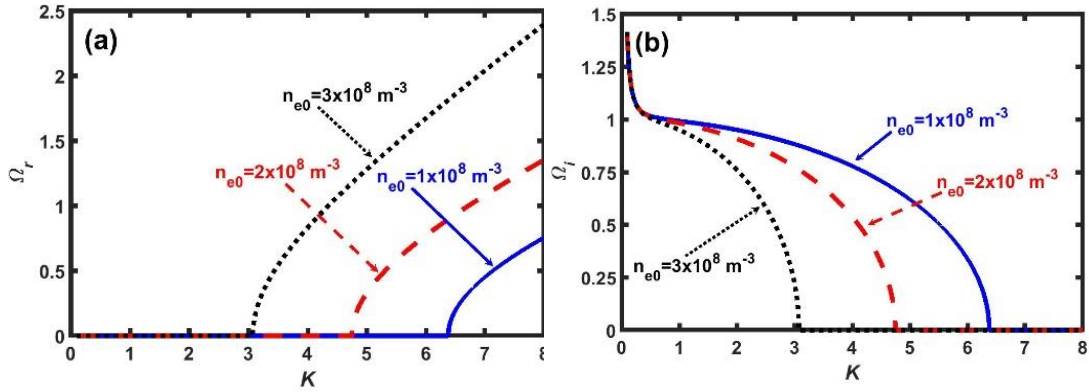 (a)
2.5
2
1.5
1
0.5
0
Ωr
n_e0=3x10^8 m^-3
n_e0=2x10^8 m^-3
n_e0=1x10^8 m^-3
0 1 2 3 4 5 6 7 8
K
(b)
1.5
1.25
1
0.75
0.5
0.25
0
Ωi
n_e0=1x10^8 m^-3
n_e0=2x10^8 m^-3
n_e0=3x10^8 m^-3
0 1 2 3 4 5 6 7 8
K